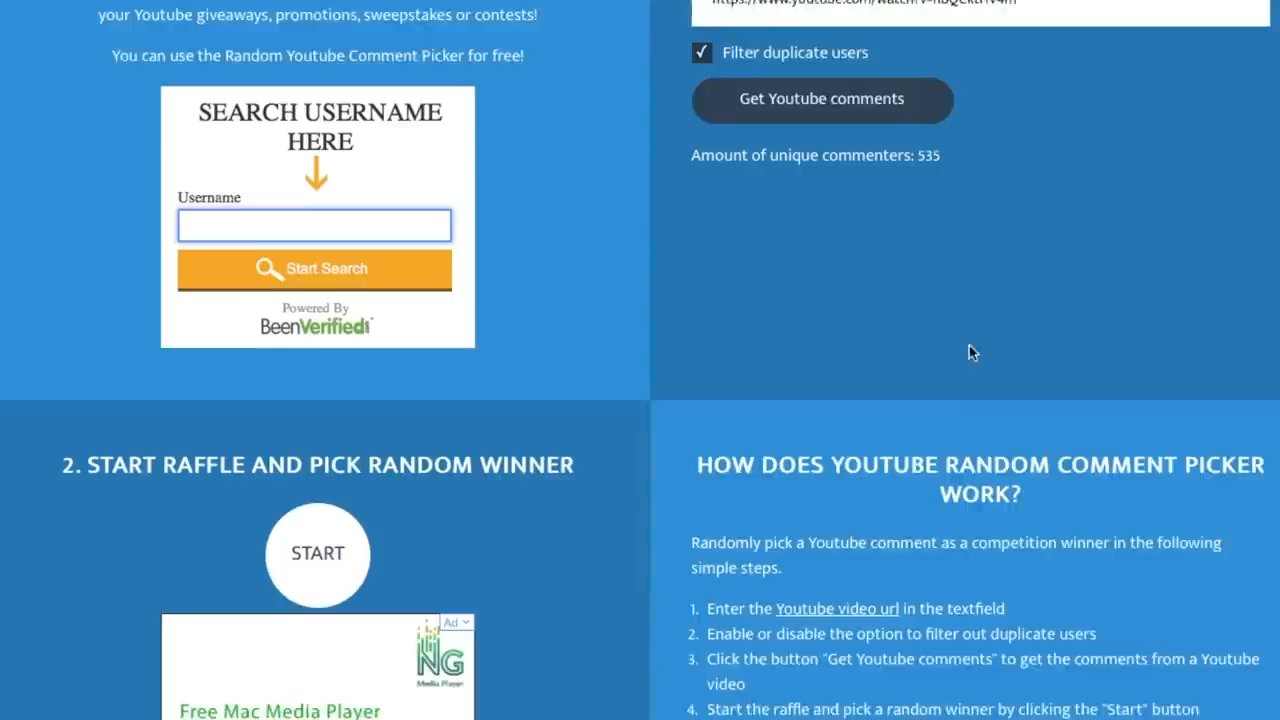 your Youtube giveaways, promotions, sweepstakes or contests!
You can use the Random Youtube Comment Picker for free!
SEARCH USERNAME
HERE
Username
Start Search
Powered By
BeenVerified.com
Filter duplicate users
Get Youtube comments
Amount of unique commenters: 535
2. START RAFFLE AND PICK RANDOM WINNER
START
Ad
NG
Media Player
Free Mac Media Player
HOW DOES YOUTUBE RANDOM COMMENT PICKER
WORK?
Randomly pick a Youtube comment as a competition winner in the following
simple steps.
1. Enter the Youtube video url in the textfield
2. Enable or disable the option to filter out duplicate users
3. Click the button "Get Youtube comments" to get the comments from a Youtube
video
4. Start the raffle and pick a random winner by clicking the "Start" button